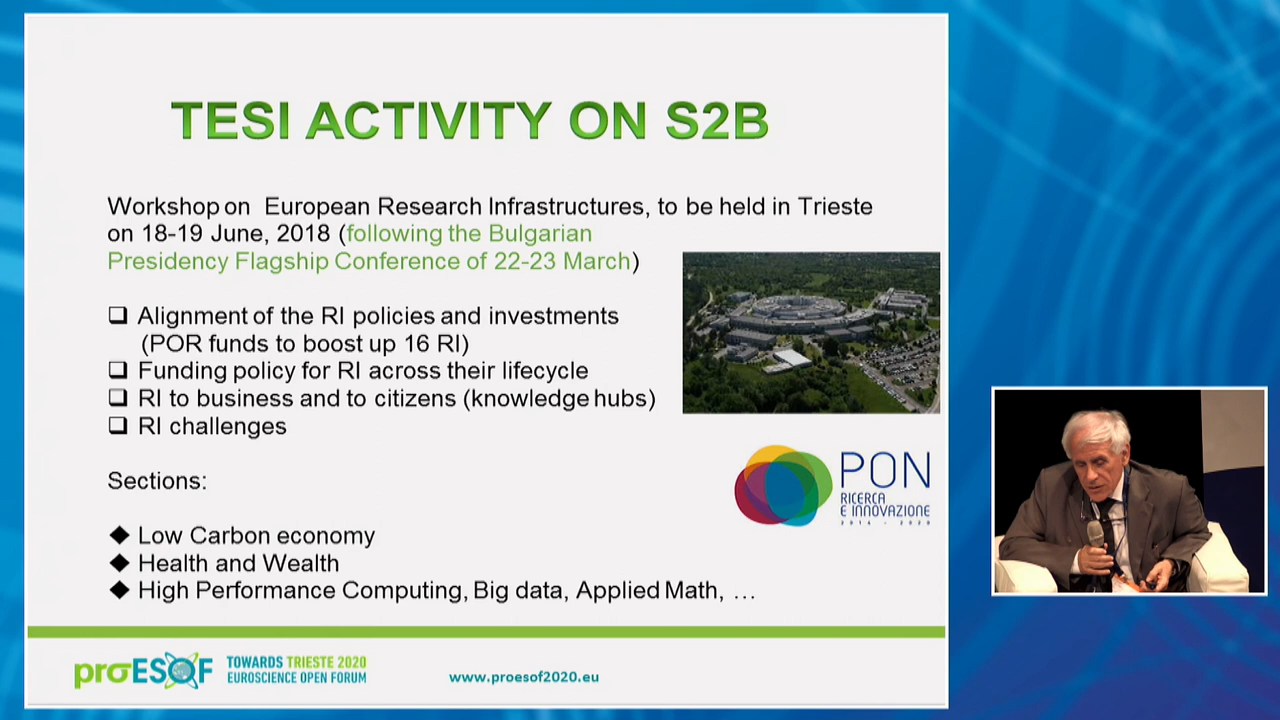 TESI ACTIVITY ON S2B
Workshop on European Research Infrastructures, to be held in Trieste
on 18-19 June, 2018 (following the Bulgarian
Presidency Flagship Conference of 22-23 March)
❑ Alignment of the RI policies and investments
(POR funds to boost up 16 RI)
❑ Funding policy for RI across their lifecycle
❑ RI to business and to citizens (knowledge hubs)
❑ RI challenges
PON
RICERCA
E INNOVAZIONE
2014 - 2020
Sections:
◆ Low Carbon economy
◆ Health and Wealth
◆ High Performance Computing, Big data, Applied Math, …
proESOF
TOWARDS TRIESTE 2020
EUROSCIENCE OPEN FORUM
www.proesof2020.eu